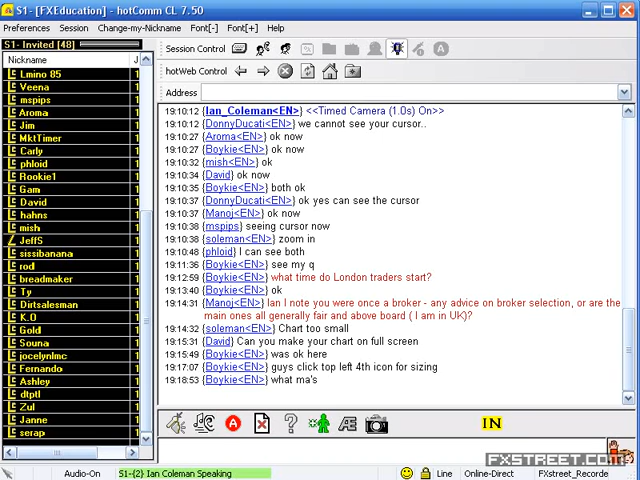 S1- [FXEducation] - hotComm CL 7.50
Preferences Session Change-my-Nickname Font[-] Font[+] Help
S1- Invited [48]
Session Control
hotWeb Control
Address
Nickname J
Lmino 85
Veena
mspips
Aroma
Jim
MktTimer
Carly
phloid
Rookie1
Gam
David
hahns
mish
JeffS
sissibanana
rod
breadmaker
Ty
Dirtsalesman
K.O
Gold
Souna
jocelynlmc
Fernando
Ashley
dtptl
Zul
Janne
serap
19:10:12 {Ian_Coleman<EN>} <<Timed Camera (1.0s) On>>
19:10:12 {DonnyDucati<EN>} we cannot see your cursor..
19:10:27 {Aroma<EN>} ok now
19:10:27 {Boykie<EN>} ok now
19:10:32 {mish<EN>} ok
19:10:34 {David} ok now
19:10:35 {Boykie<EN>} both ok
19:10:37 {DonnyDucati<EN>} ok yes can see the cursor
19:10:37 {Manoj<EN>} ok now
19:10:38 {mspips} seeing cursor now
19:10:38 {soleman<EN>} zoom in
19:10:48 {phloid} I can see both
19:11:36 {Boykie<EN>} see my q
19:12:59 {Boykie<EN>} what time do London traders start?
19:13:40 {Boykie<EN>} ok
19:14:31 {Manoj<EN>} Ian I note you were once a broker - any advice on broker selection, or are the
main ones all generally fair and above board ( I am in UK)?
19:14:32 {soleman<EN>} Chart too small
19:15:31 {David} Can you make your chart on full screen
19:15:49 {Boykie<EN>} was ok here
19:17:07 {Boykie<EN>} guys click top left 4th icon for sizing
19:18:53 {Boykie<EN>} what ma's
A ? Æ IN
FXSTREET.COM
Audio-On S1-{2} Ian Coleman Speaking Line Online-Direct FXstreet_Recorde